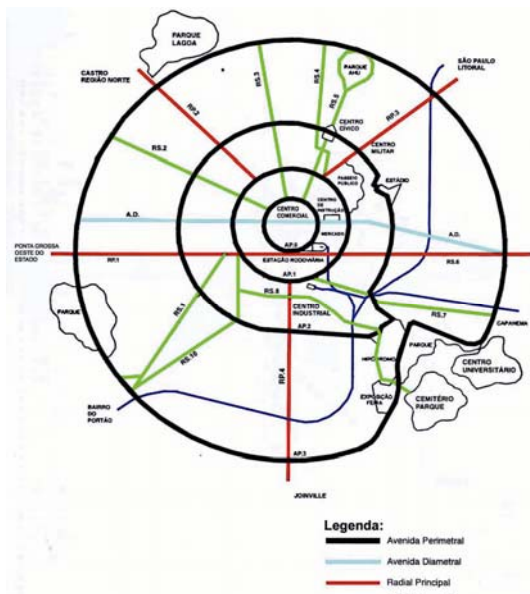 PARQUE
LAGOA
CASTRO
REGIÃO NORTE
SÃO PAULO
LITORAL
RS.3
RS.4
PARQUE
AHU
RS.5
RP.2
RP.3
CENTRO
CÍVICO
CENTRO
MILITAR
RS.2
PASSEIO
PÚBLICO
ESTÁDIO
CENTRO
COMERCIAL
CENTRO
DE
INSTRUÇÃO
MERCADO
A.D.
A.D.
AP.0
PONTA-GROSSA
OESTE DO
ESTADO
RP.1
ESTAÇÃO RODOVIÁRIA
RS.6
AP.1
RS.1
RS.8
CENTRO
INDUSTRIAL
RS.7
CAPANEMA
PARQUE
AP.2
RS.10
HIPÓDROMO
PARQUE
CENTRO
UNIVERSITÁRIO
RP.4
EXPOSIÇÃO
FEIRA
CEMITÉRIO
PARQUE
BAIRRO
DO
PORTÃO
AP.3
JOINVILLE
Legenda:
Avenida Perimetral
Avenida Diametral
Radial Principal